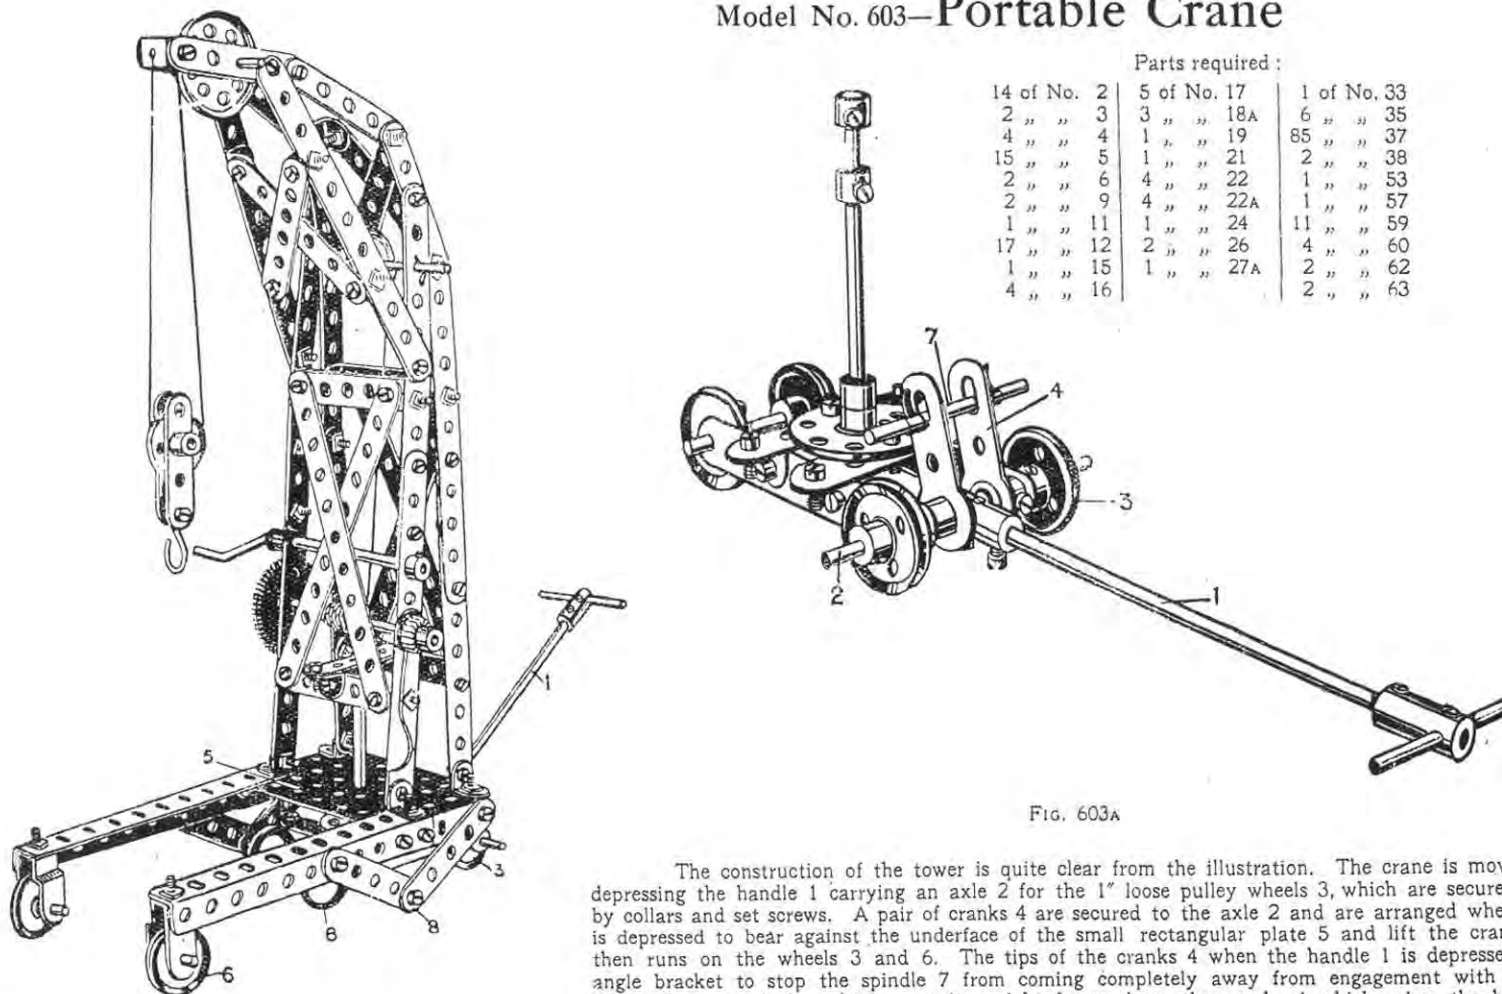 Model No. 603—Portable Crane
Parts required :
14 of No. 2 5 of No. 17 1 of No. 33
2 „ „ 3 3 „ „ 18A 6 „ „ 35
4 „ „ 4 1 „ „ 19 85 „ „ 37
15 „ „ 5 1 „ „ 21 2 „ „ 38
2 „ „ 6 4 „ „ 22 1 „ „ 53
2 „ „ 9 4 „ „ 22A 1 „ „ 57
1 „ „ 11 1 „ „ 24 11 „ „ 59
17 „ „ 12 2 „ „ 26 4 „ „ 60
1 „ „ 15 1 „ „ 27A 2 „ „ 62
4 „ „ 16 2 „ „ 63
7
4
2
3
2
1
1
5
3
8
8
6
FIG. 603A
The construction of the tower is quite clear from the illustration. The crane is mov
depressing the handle 1 carrying an axle 2 for the 1" loose pulley wheels 3, which are secure
by collars and set screws. A pair of cranks 4 are secured to the axle 2 and are arranged whe
is depressed to bear against the underface of the small rectangular plate 5 and lift the cra
then runs on the wheels 3 and 6. The tips of the cranks 4 when the handle 1 is depresse
angle bracket to stop the spindle 7 from coming completely away from engagement with